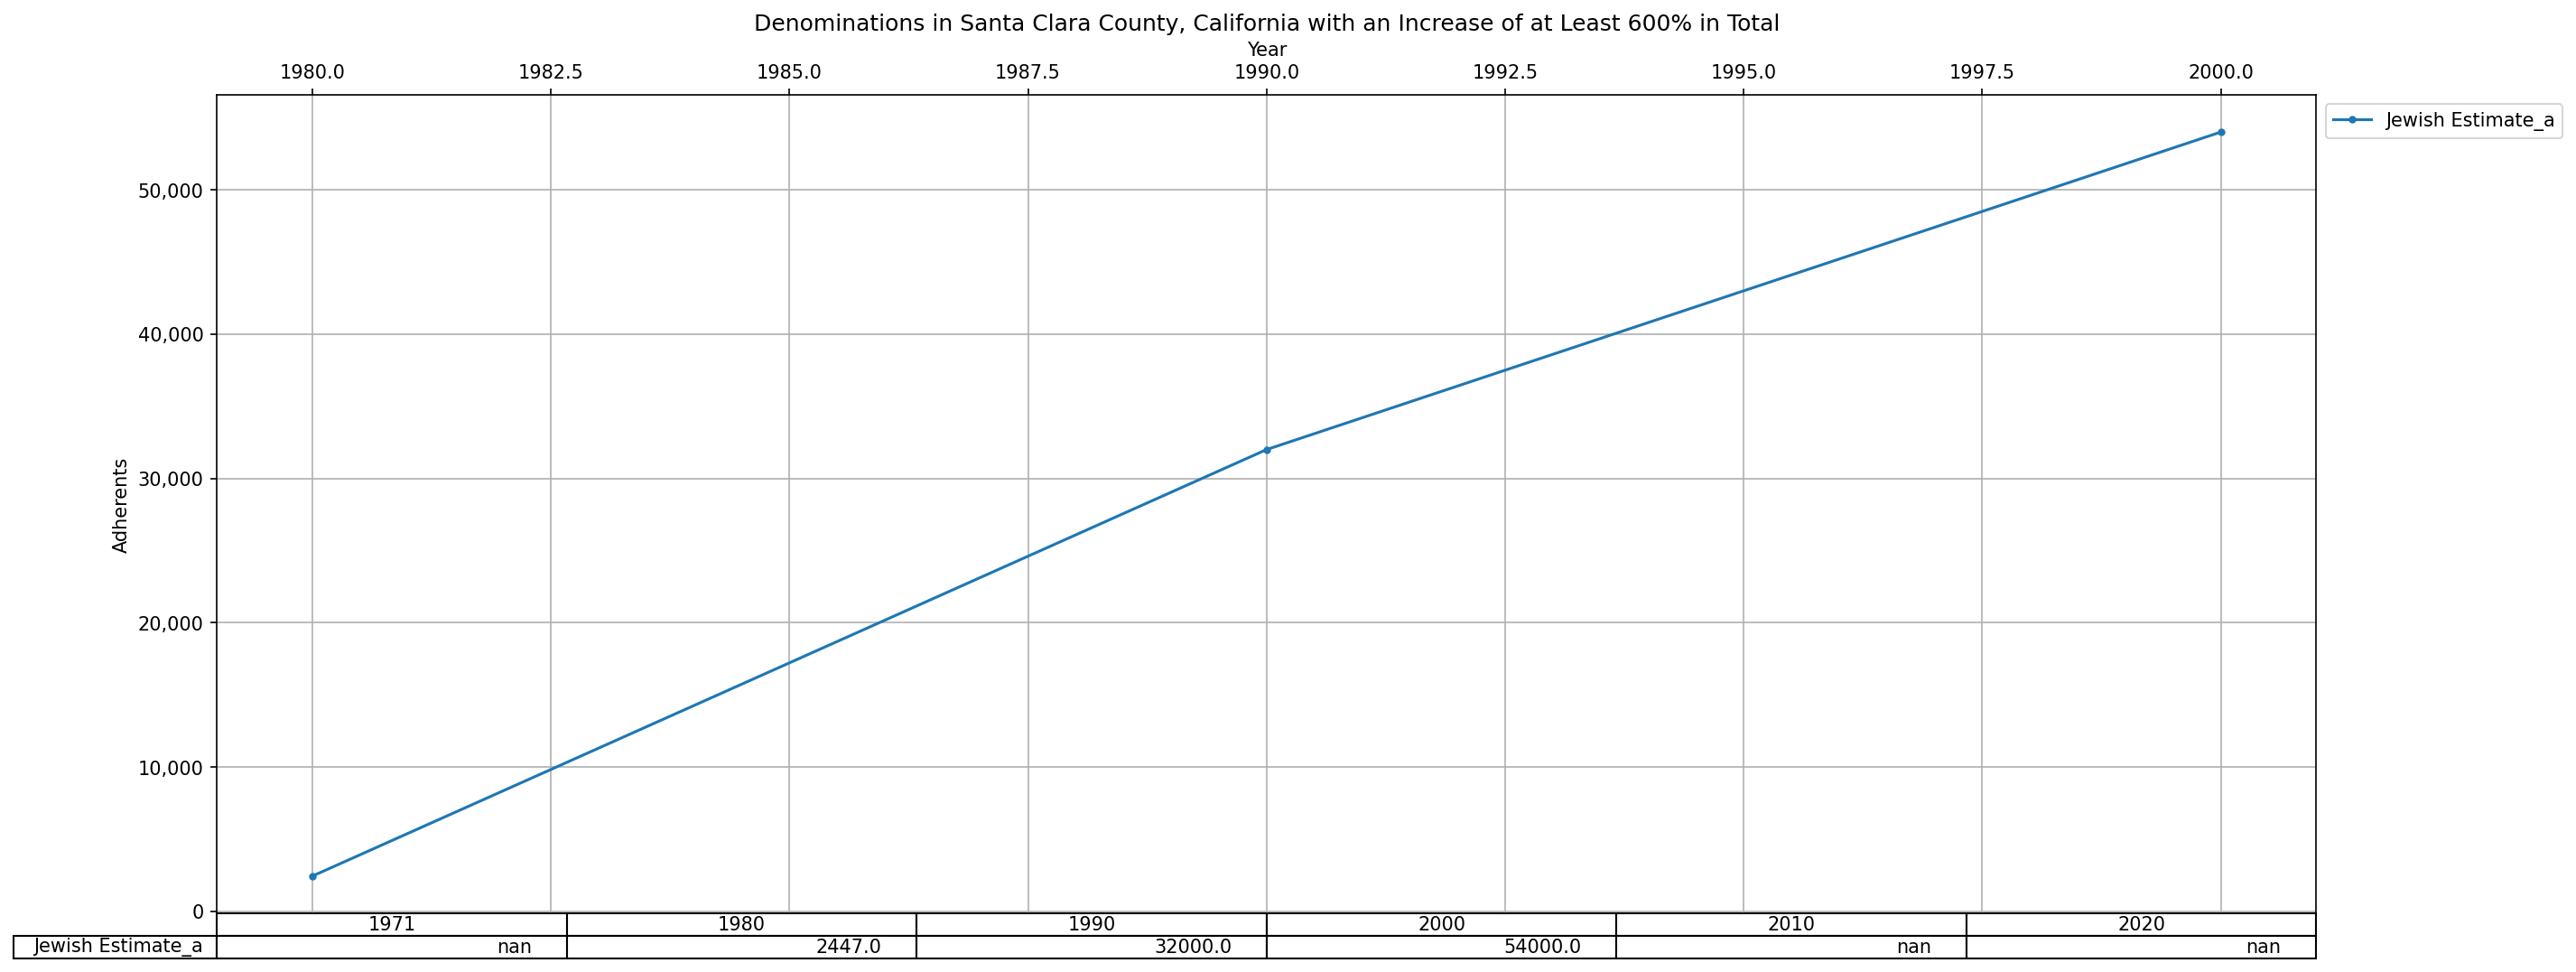 Denominations in Santa Clara County, California with an Increase of at Least 600% in Total
Year
1980.0 1982.5 1985.0 1987.5 1990.0 1992.5 1995.0 1997.5 2000.0
Jewish Estimate_a
50,000
40,000
30,000
Adherents
20,000
10,000
0
1971 1980 1990 2000 2010 2020
Jewish Estimate_a nan 2447.0 32000.0 54000.0 nan nan